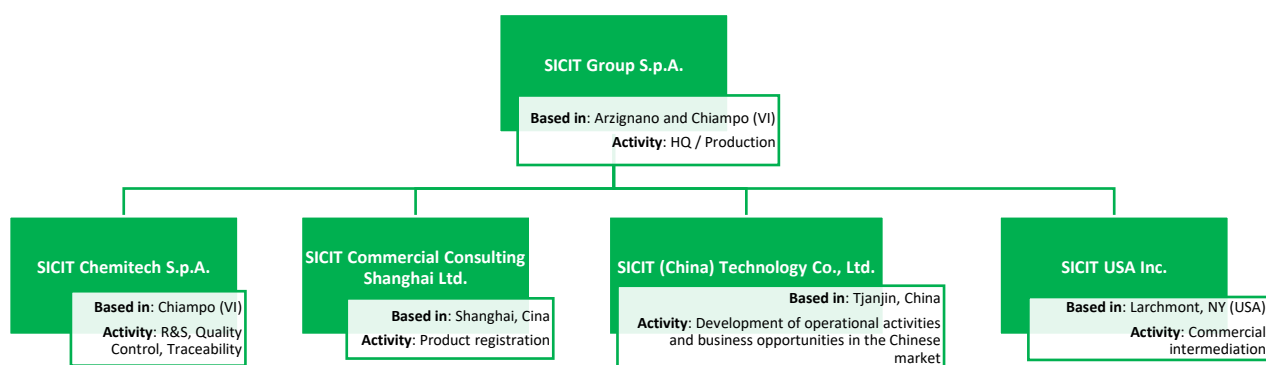 SICIT Group S.p.A.
Based in: Arzignano and Chiampo (VI)
Activity: HQ / Production
SICIT Chemitech S.p.A.
Based in: Chiampo (VI)
Activity: R&S, Quality
Control, Traceability
SICIT Commercial Consulting
Shanghai Ltd.
Based in: Shanghai, Cina
Activity: Product registration
SICIT (China) Technology Co., Ltd.
Based in: Tjanjin, China
Activity: Development of operational activities
and business opportunities in the Chinese
market
SICIT USA Inc.
Based in: Larchmont, NY (USA)
Activity: Commercial
intermediation